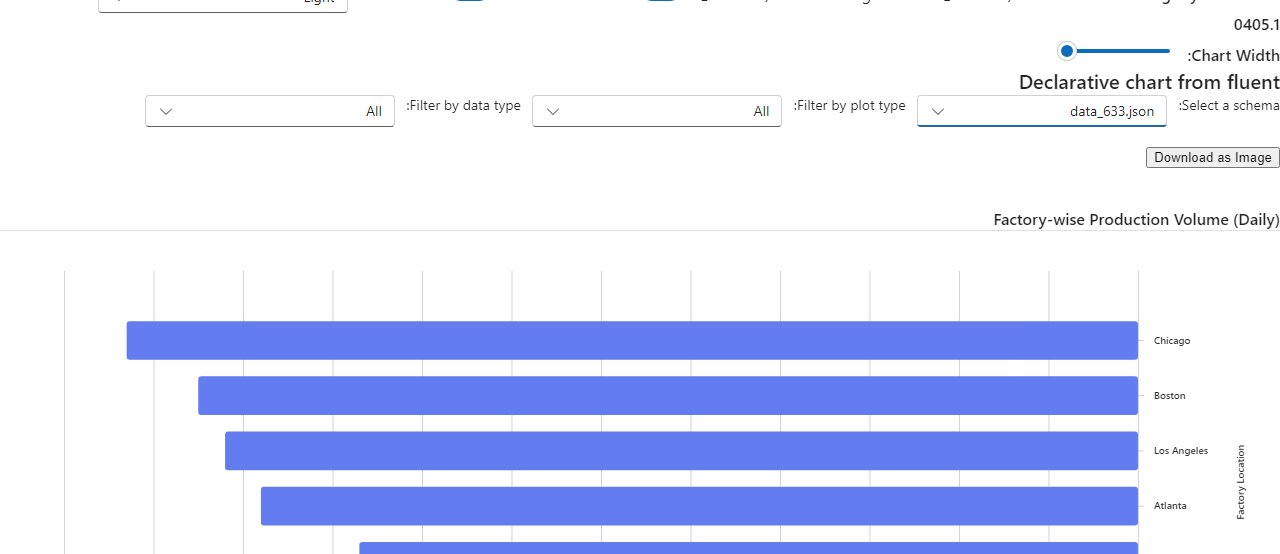 Light
0405.1
:Chart Width
Declarative chart from fluent
:Select a schema
data_633.json
:Filter by plot type
All
:Filter by data type
All
Download as Image
Factory-wise Production Volume (Daily)
Chicago
Boston
Los Angeles
Atlanta
Factory Location